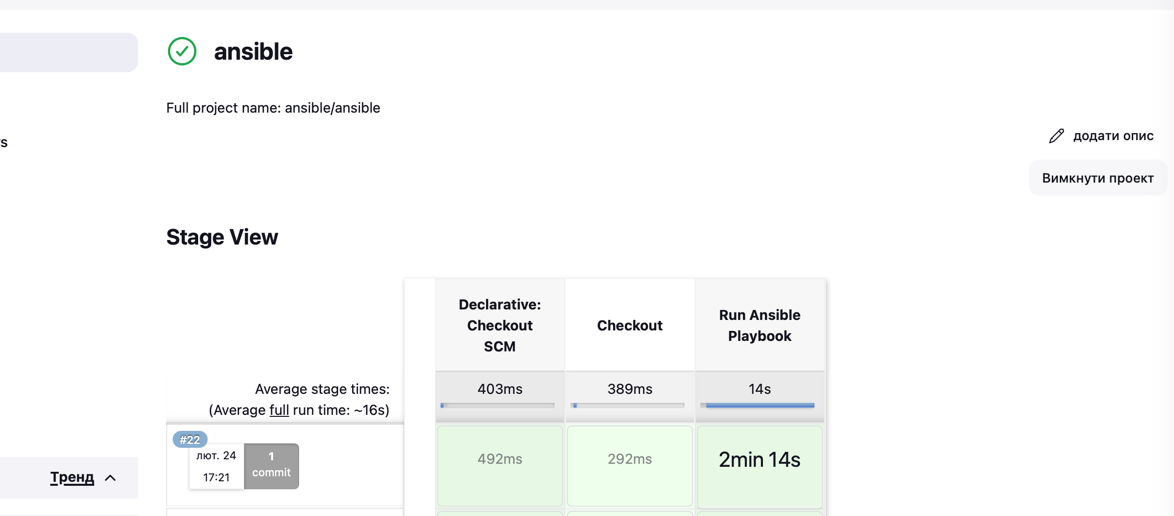 ansible
Full project name: ansible/ansible
s
додати опис
Вимкнути проект
Stage View
Declarative:
Checkout
SCM
Checkout
Run Ansible
Playbook
Average stage times:
(Average full run time: ~16s)
403ms
389ms
14s
#22
лют. 24
17:21
1
commit
492ms
292ms
2min 14s
Тренд